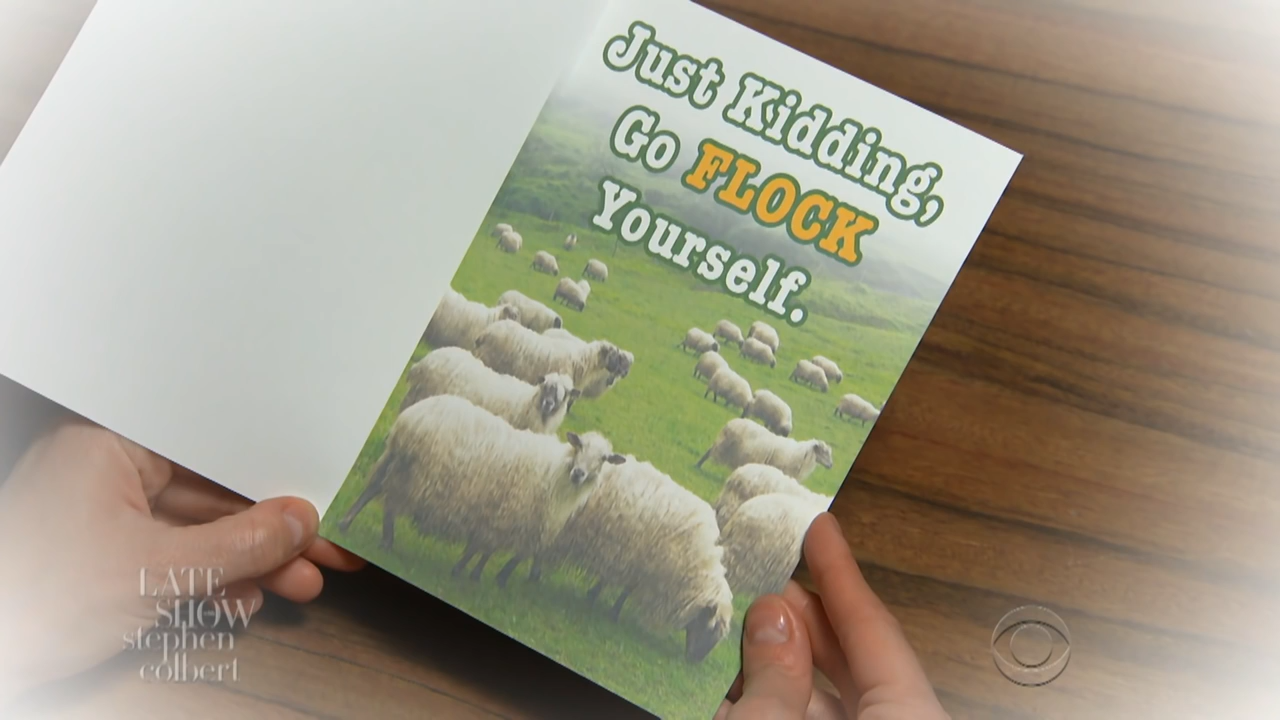 Just Kidding,
Go FLOCK
Yourself.
LATE
SHOW
stephen
colbert